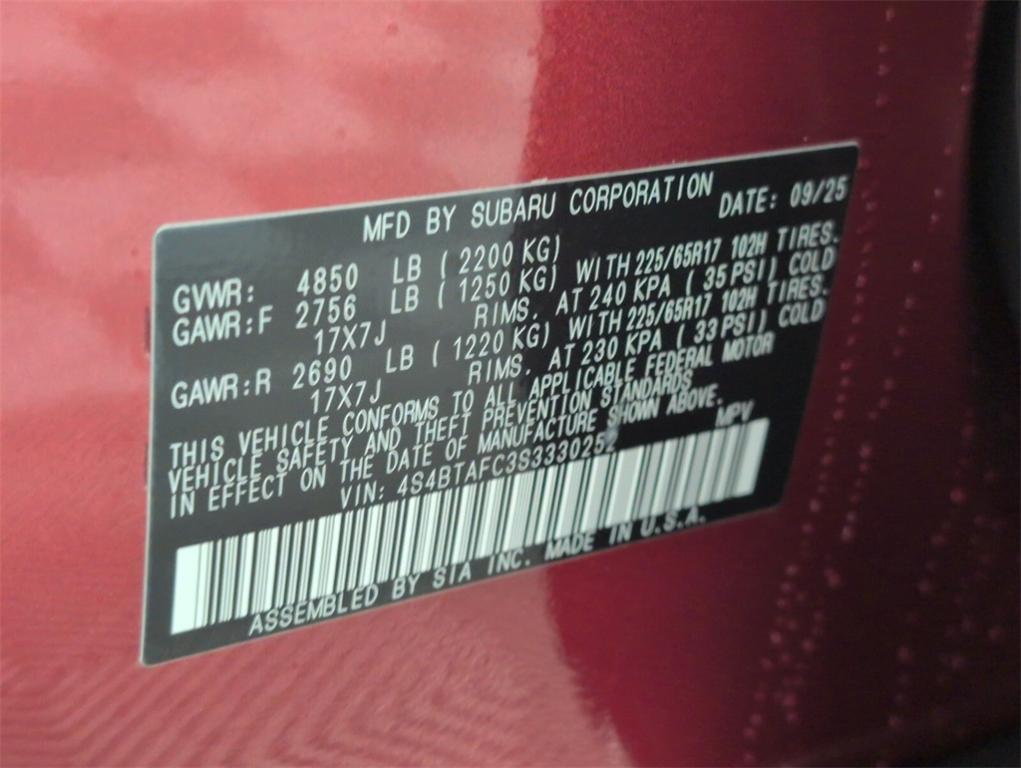 MFD BY SUBARU CORPORATION DATE: 09/25
GVWR: 4850 LB ( 2200 KG)
GAWR:F 2756 LB ( 1250 KG) WITH 225/65R17 102H TIRES.
17X7J RIMS. AT 240 KPA ( 35 PSI) COLD
GAWR:R 2690 LB ( 1220 KG) WITH 225/65R17 102H TIRES.
17X7J RIMS. AT 230 KPA ( 33 PSI) COLD
THIS VEHICLE CONFORMS TO ALL APPLICABLE FEDERAL MOTOR
VEHICLE SAFETY AND THEFT PREVENTION STANDARDS
IN EFFECT ON THE DATE OF MANUFACTURE SHOWN ABOVE.
VIN: 4S4BTAFC3S3330252 MPV
ASSEMBLED BY SIA INC. MADE IN U.S.A.